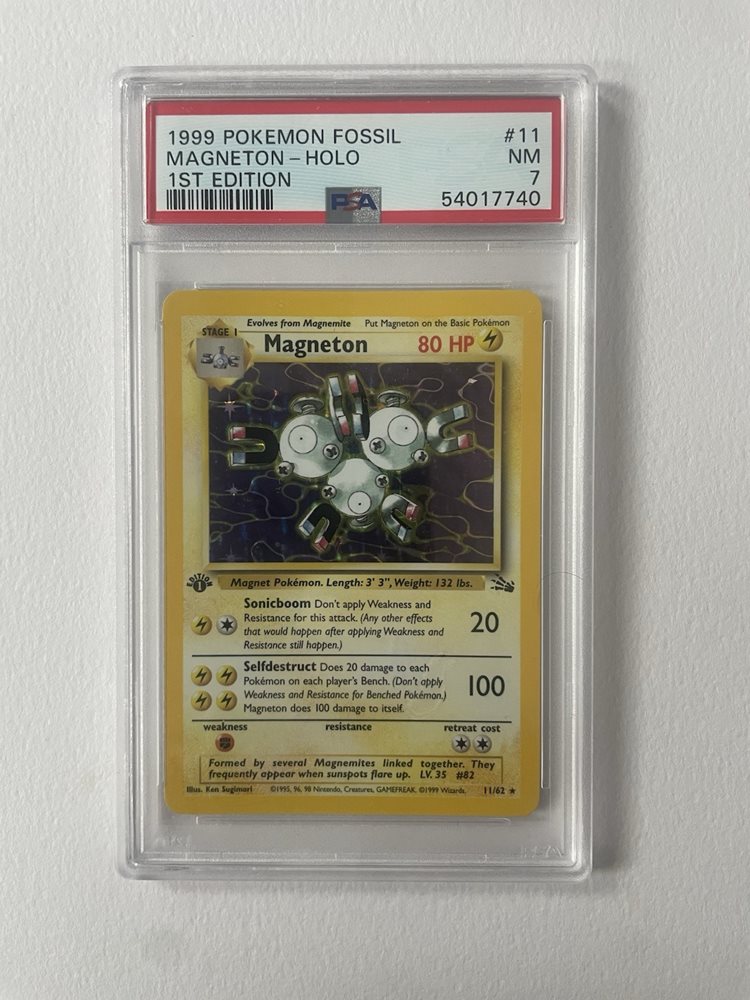 1999 POKEMON FOSSIL #11
MAGNETON – HOLO NM
1ST EDITION 7
PSA 54017740
Evolves from Magnemite Put Magneton on the Basic Pokémon
STAGE 1
Magneton 80 HP
EDITION 1
Magnet Pokémon. Length: 3' 3", Weight: 132 lbs.
Sonicboom Don't apply Weakness and
Resistance for this attack. (Any other effects
that would happen after applying Weakness and
Resistance still happen.)
20
Selfdestruct Does 20 damage to each
Pokémon on each player's Bench. (Don't apply
Weakness and Resistance for Benched Pokémon.)
Magneton does 100 damage to itself.
100
weakness resistance retreat cost
Formed by several Magnemites linked together. They
frequently appear when sunspots flare up. LV. 35 #82
Illus. Ken Sugimori ©1995, 96, 98 Nintendo, Creatures, GAMEFREAK. ©1999 Wizards. 11/62 ★